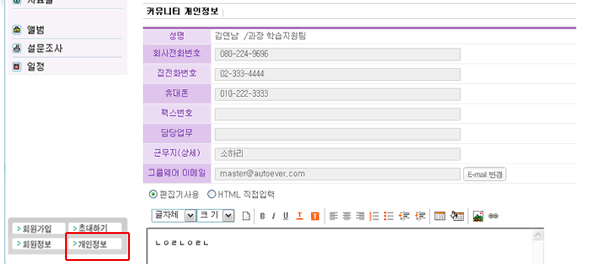 커뮤니티 개인정보
앨범
설문조사
일정
성명 김연남 /과장 학습지원팀
회사전화번호 080-224-9696
집전화번호 02-333-4444
휴대폰 010-222-3333
팩스번호
담당업무
근무지(상세) 소하리
그룹웨어 이메일 master@autoever.com E-mail 변경
편집기사용 HTML 직접입력
글자체 크 기 B I U T T
회원가입 초대하기
회원정보 개인정보
ㄴㅇㄹㄴㅇㄹㄴ